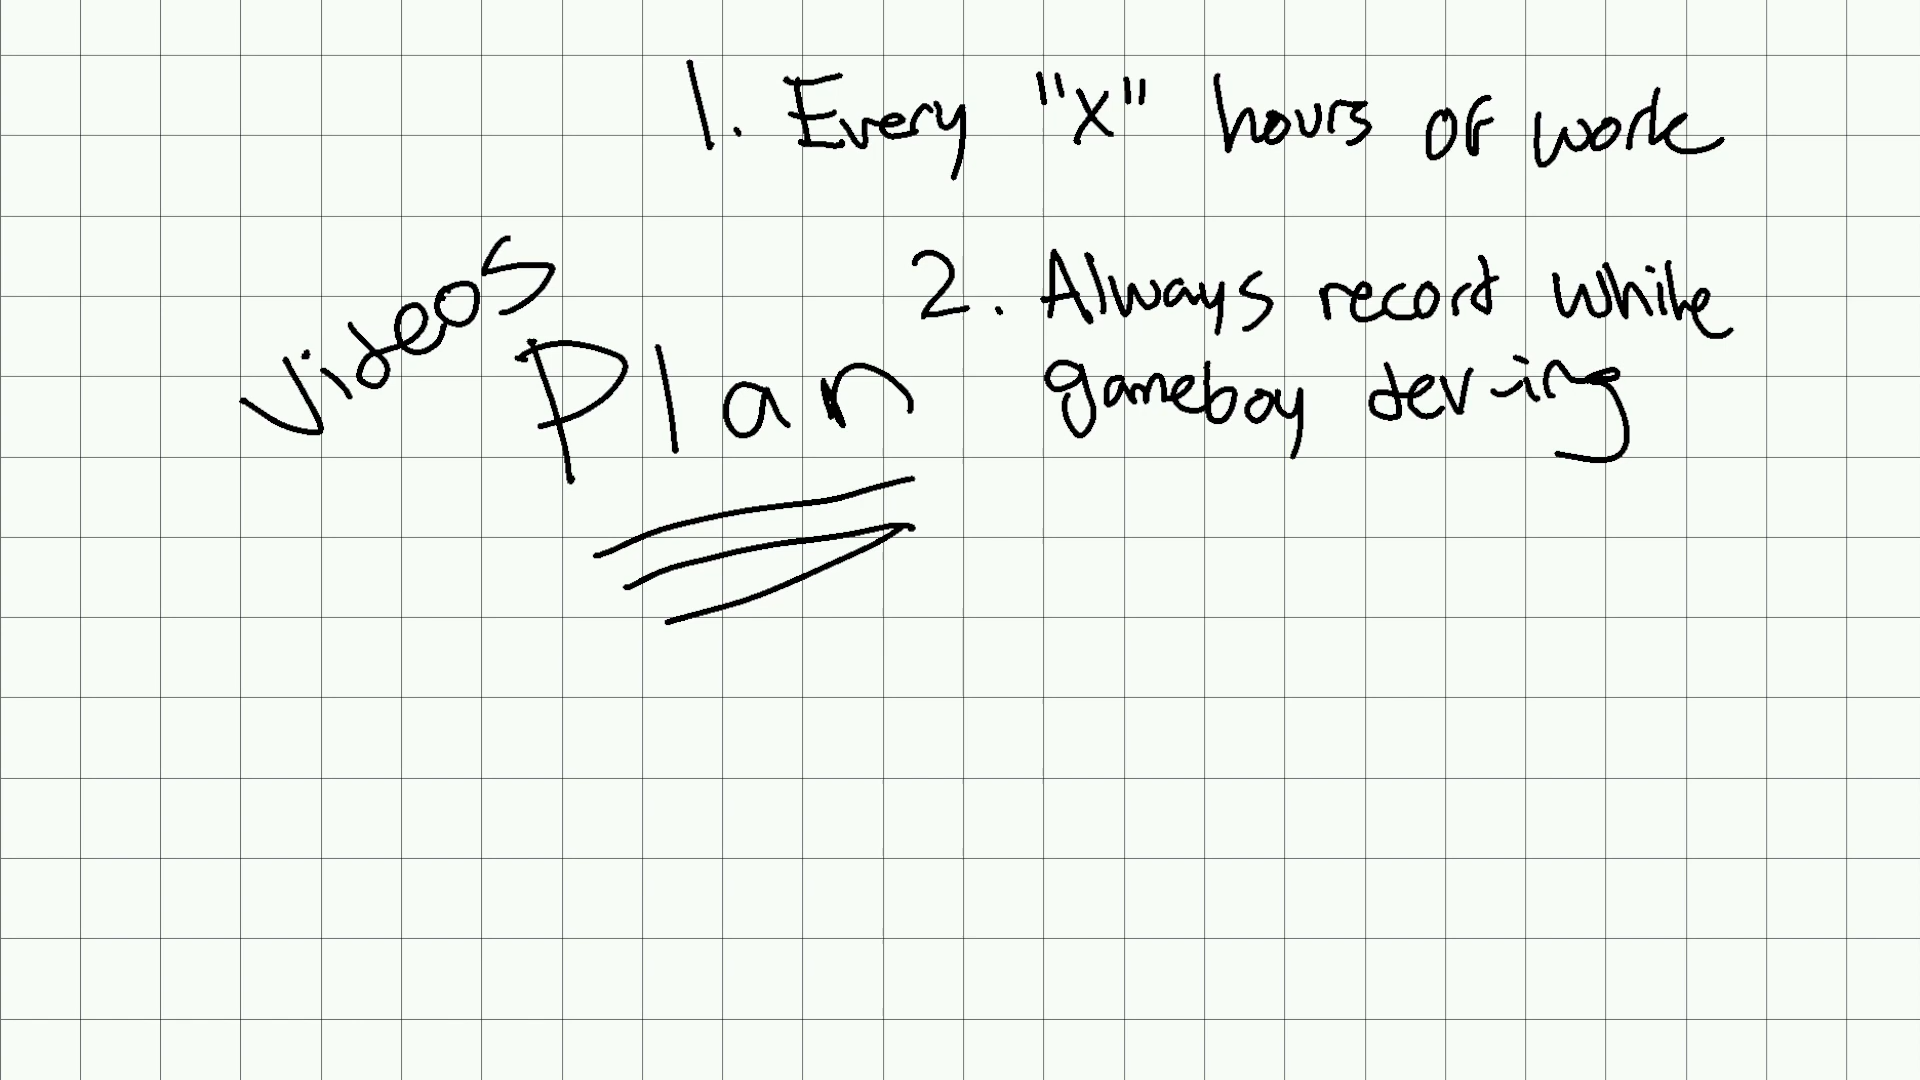 1. Every "X" hours of work
Videos
Plan
2. Always record while
gameboy dev-ing